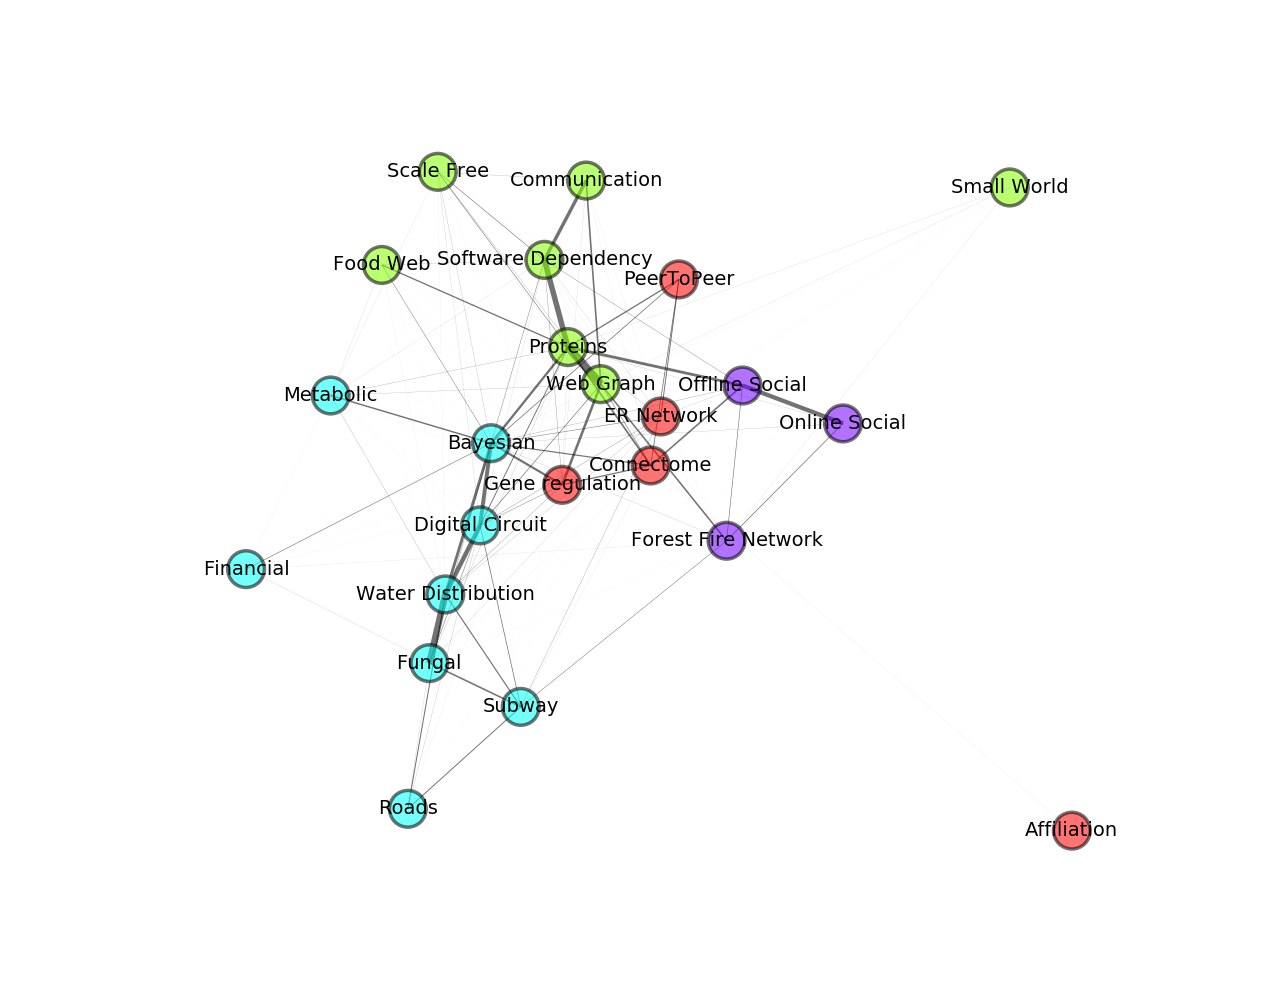 Scale Free
Communication
Small World
Food Web
Software Dependency
PeerToPeer
Proteins
Web Graph
Offline Social
Metabolic
ER Network
Online Social
Bayesian
Connectome
Gene regulation
Digital Circuit
Forest Fire Network
Financial
Water Distribution
Fungal
Subway
Roads
Affiliation